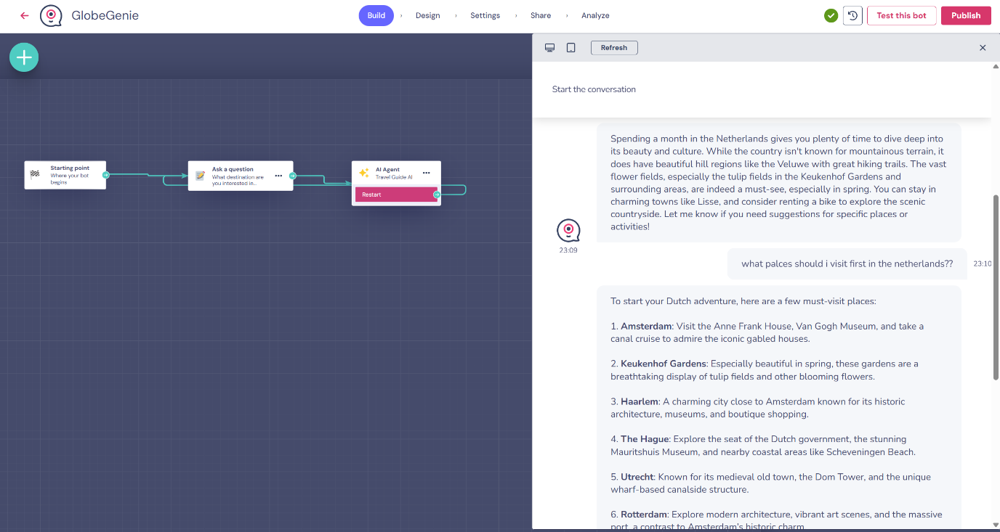 GlobeGenie
Build
Design
Settings
Share
Analyze
Test this bot
Publish
Refresh
Start the conversation
Starting point
Where your bot
begins
Ask a question
What destination are
you interested in...
AI Agent
Travel Guide AI
Restart
Spending a month in the Netherlands gives you plenty of time to dive deep into
its beauty and culture. While the country isn't known for mountainous terrain, it
does have beautiful hill regions like the Veluwe with great hiking trails. The vast
flower fields, especially the tulip fields in the Keukenhof Gardens and
surrounding areas, are indeed a must-see, especially in spring. You can stay in
charming towns like Lisse, and consider renting a bike to explore the scenic
countryside. Let me know if you need suggestions for specific places or
activities!
23:09
what palces should i visit first in the netherlands??
23:10
To start your Dutch adventure, here are a few must-visit places:
1. Amsterdam: Visit the Anne Frank House, Van Gogh Museum, and take a
canal cruise to admire the iconic gabled houses.
2. Keukenhof Gardens: Especially beautiful in spring, these gardens are a
breathtaking display of tulip fields and other blooming flowers.
3. Haarlem: A charming city close to Amsterdam known for its historic
architecture, museums, and boutique shopping.
4. The Hague: Explore the seat of the Dutch government, the stunning
Mauritshuis Museum, and nearby coastal areas like Scheveningen Beach.
5. Utrecht: Known for its medieval old town, the Dom Tower, and the unique
wharf-based canalside structure.
6. Rotterdam: Explore modern architecture, vibrant art scenes, and the massive
port, a contrast to Amsterdam's historic charm.